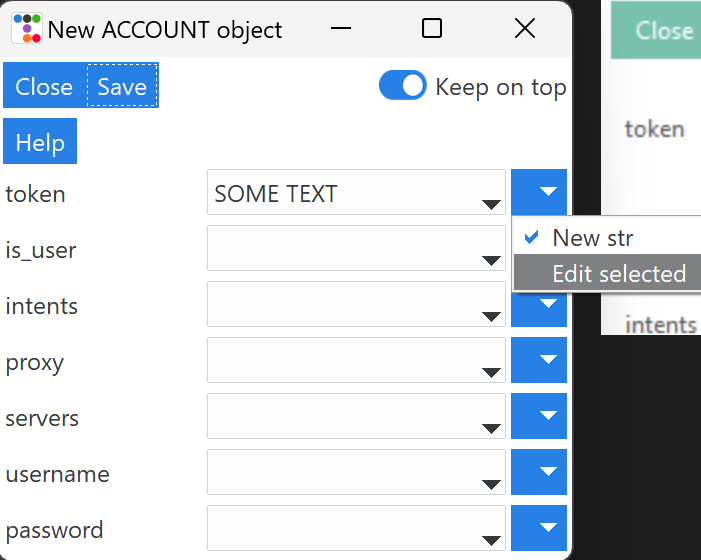 New ACCOUNT object
Close
Close Save
Keep on top
Help
token
SOME TEXT
token
is_user
New str
Edit selected
intents
intents
proxy
servers
username
password